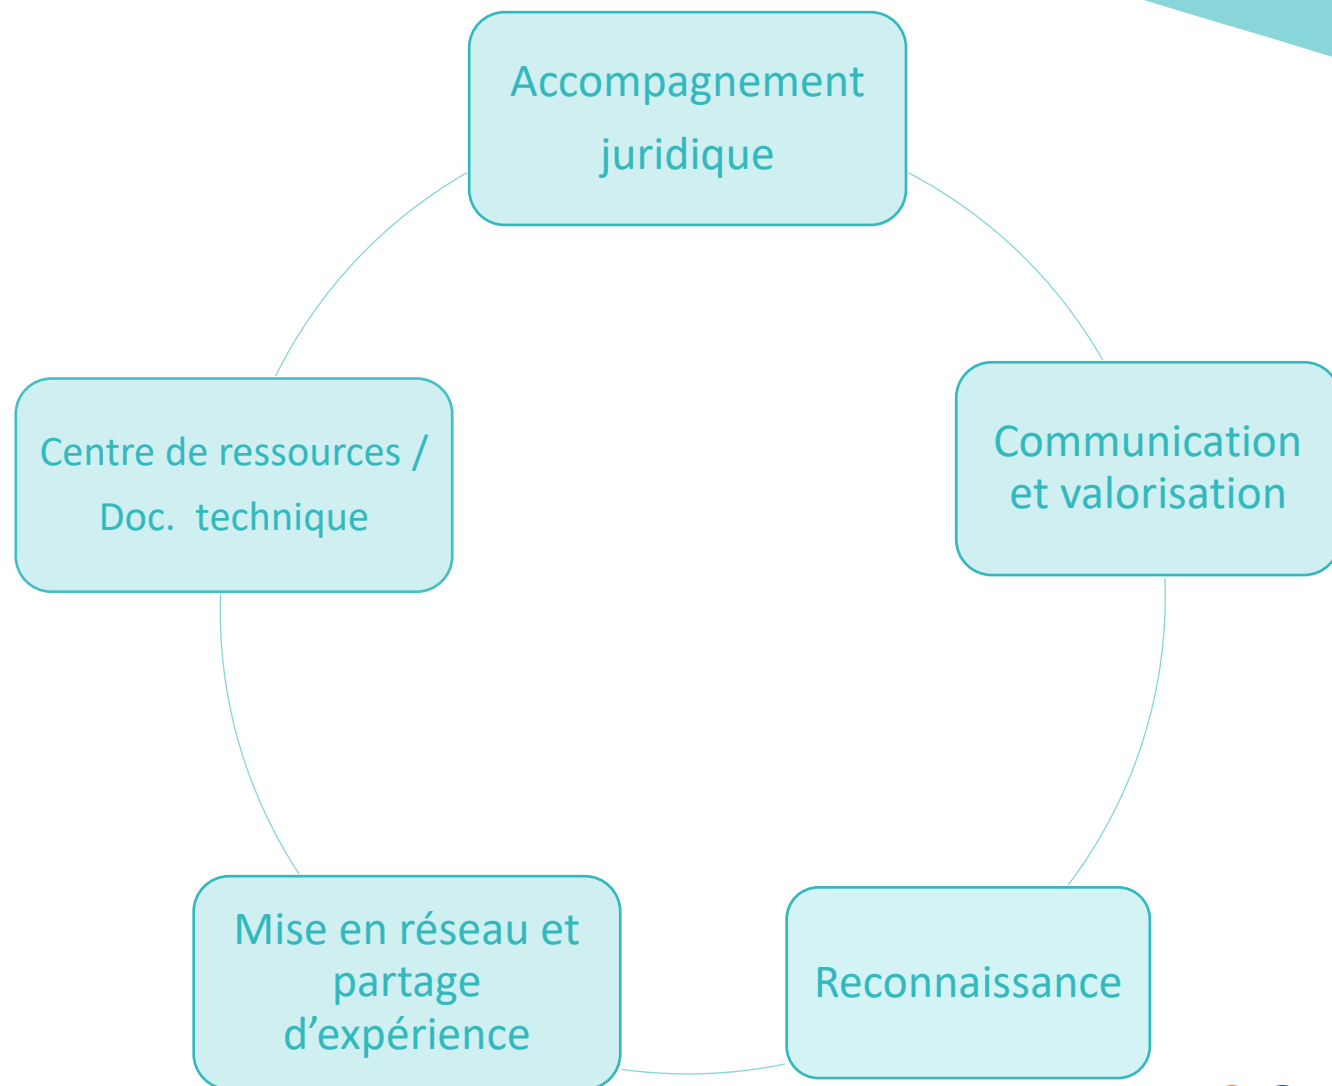 Accompagnement
juridique
Communication
et valorisation
Reconnaissance
Mise en réseau et
partage
d’expérience
Centre de ressources /
Doc.  technique